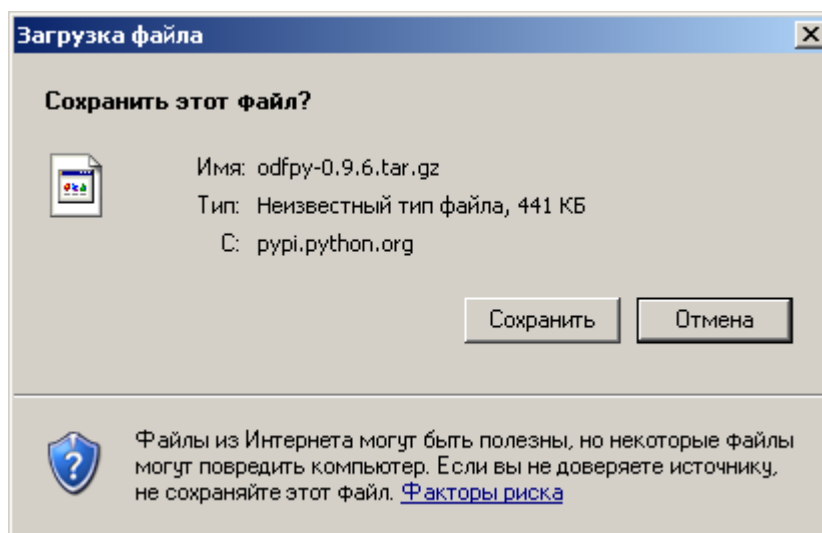 Загрузка файла
Сохранить этот файл?
Имя: odfpy-0.9.6.tar.gz
Тип: Неизвестный тип файла, 441 КБ
С: pypi.python.org
Сохранить Отмена
Файлы из Интернета могут быть полезны, но некоторые файлы
могут повредить компьютер. Если вы не доверяете источнику,
не сохраняйте этот файл. Факторы риска